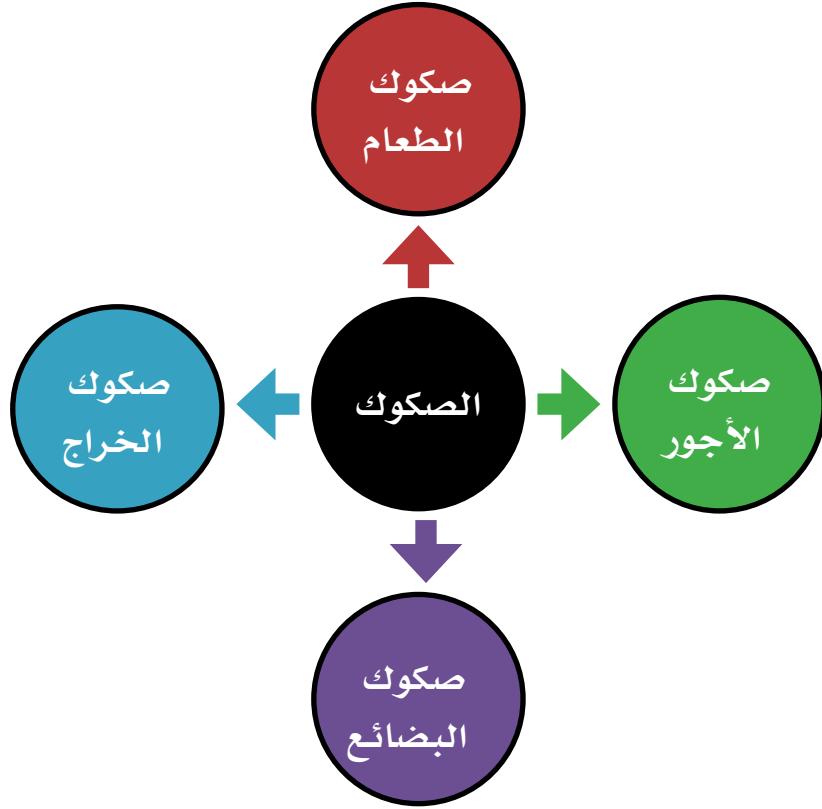 صكوك
الطعام
صكوك
الأجور
الصكوك
صكوك
الخراج
صكوك
البضائع